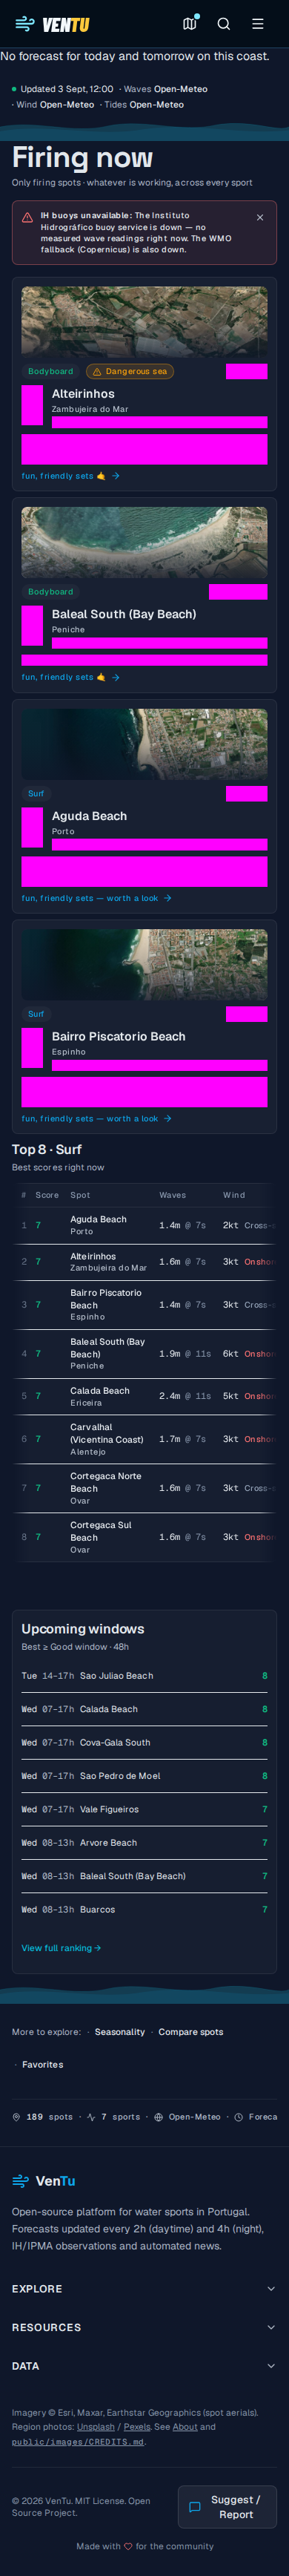 VENTU
No forecast for today and tomorrow on this coast.
Updated 3 Sept, 12:00 · Waves Open-Meteo
· Wind Open-Meteo · Tides Open-Meteo
Firing now
Only firing spots · whatever is working, across every sport
IH buoys unavailable: The Instituto
Hidrográfico buoy service is down — no
measured wave readings right now. The WMO
fallback (Copernicus) is also down.
Bodyboard Dangerous sea
Alteirinhos
Zambujeira do Mar
fun, friendly sets 🤙 →
Bodyboard
Baleal South (Bay Beach)
Peniche
fun, friendly sets 🤙 →
Surf
Aguda Beach
Porto
fun, friendly sets — worth a look →
Surf
Bairro Piscatorio Beach
Espinho
fun, friendly sets — worth a look →
Top 8 · Surf
Best scores right now
# Score Spot Waves Wind
1 7 Aguda Beach 1.4m @ 7s 2kt Cross-
Porto
2 7 Alteirinhos 1.6m @ 7s 3kt Onshor
Zambujeira do Mar
3 7 Bairro Piscatorio 1.4m @ 7s 3kt Cross-
Beach
Espinho
4 7 Baleal South (Bay 1.9m @ 11s 6kt Onshor
Beach)
Peniche
5 7 Calada Beach 2.4m @ 11s 5kt Onshor
Ericeira
6 7 Carvalhal 1.7m @ 7s 3kt Onshor
(Vicentina Coast)
Alentejo
7 7 Cortegaca Norte 1.6m @ 7s 3kt Cross-
Beach
Ovar
8 7 Cortegaca Sul 1.6m @ 7s 3kt Onshor
Beach
Ovar
Upcoming windows
Best ≥ Good window · 48h
Tue 14–17h Sao Juliao Beach 8
Wed 07–17h Calada Beach 8
Wed 07–17h Cova-Gala South 8
Wed 07–17h Sao Pedro de Moel 8
Wed 07–17h Vale Figueiros 7
Wed 08–13h Arvore Beach 7
Wed 08–13h Baleal South (Bay Beach) 7
Wed 08–13h Buarcos 7
View full ranking →
More to explore: · Seasonality · Compare spots
· Favorites
189 spots · 7 sports · Open-Meteo · Foreca
VenTu
Open-source platform for water sports in Portugal.
Forecasts updated every 2h (daytime) and 4h (night),
IH/IPMA observations and automated news.
EXPLORE
RESOURCES
DATA
Imagery © Esri, Maxar, Earthstar Geographics (spot aerials).
Region photos: Unsplash / Pexels. See About and
public/images/CREDITS.md.
© 2026 VenTu. MIT License. Open
Source Project.
Suggest /
Report
Made with ♡ for the community